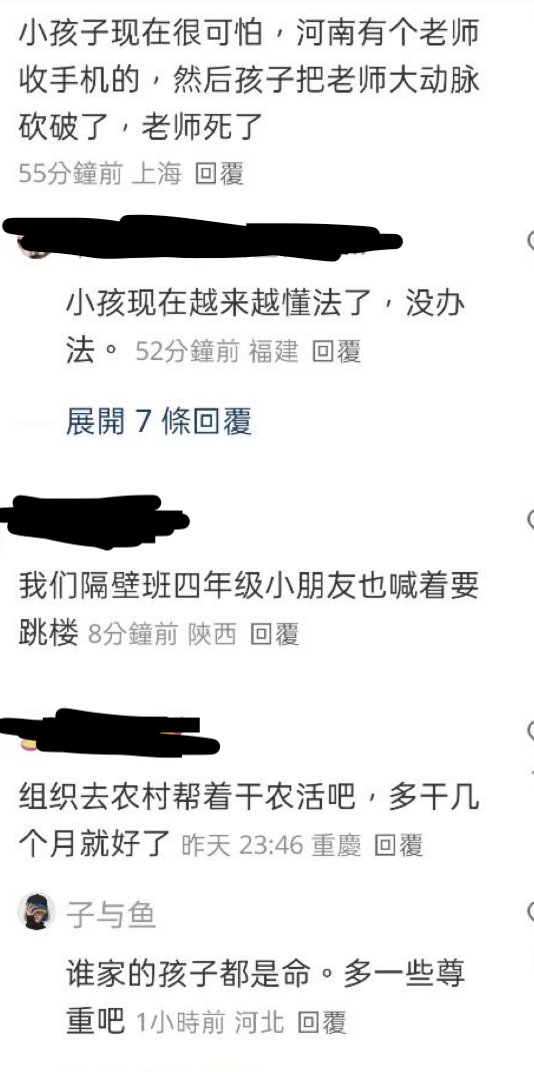 小孩子现在很可怕，河南有个老师
收手机的，然后孩子把老师大动脉
砍破了，老师死了
55分鐘前 上海 回覆
小孩现在越来越懂法了，没办
法。 52分鐘前 福建 回覆
展開 7 條回覆
我们隔壁班四年级小朋友也喊着要
跳楼 8分鐘前 陝西 回覆
组织去农村帮着干农活吧，多干几
个月就好了 昨天 23:46 重慶 回覆
子与鱼
谁家的孩子都是命。多一些尊
重吧 1小時前 河北 回覆